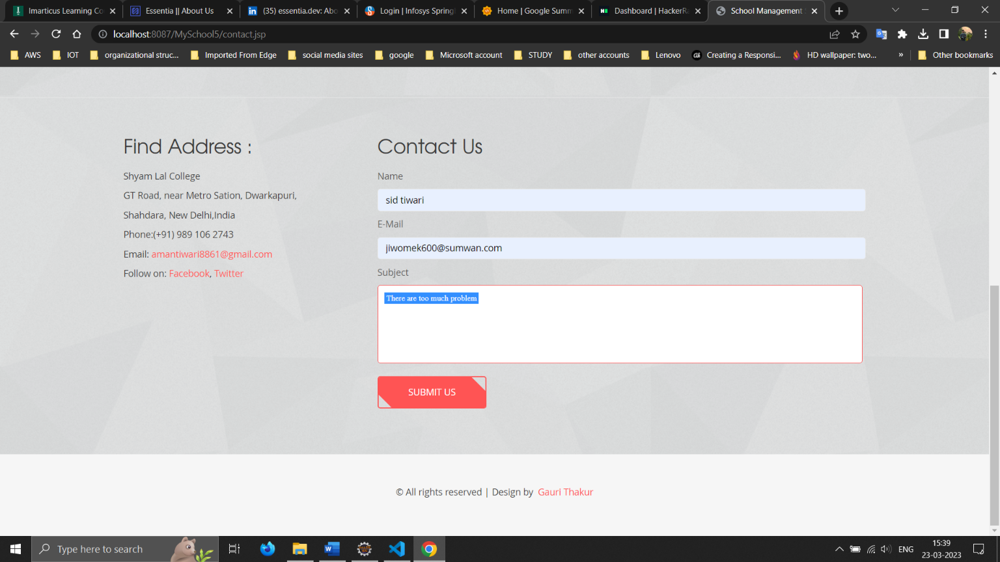 Imarticus Learning Co
Essentia || About Us
(35) essentia.dev: Abo
Login | Infosys Spring
Home | Google Summ
Dashboard | HackerRa
School Management S
localhost:8087/MySchool5/contact.jsp
AWS
IOT
organizational struc...
Imported From Edge
social media sites
google
Microsoft account
STUDY
other accounts
Lenovo
Creating a Responsi...
HD wallpaper: two...
»
Other bookmarks
Find Address :
Shyam Lal College
GT Road, near Metro Sation, Dwarkapuri,
Shahdara, New Delhi,India
Phone:(+91) 989 106 2743
Email: amantiwari8861@gmail.com
Follow on: Facebook, Twitter
Contact Us
Name
sid tiwari
E-Mail
jiwomek600@sumwan.com
Subject
There are too much problem
SUBMIT US
© All rights reserved | Design by Gauri Thakur
Type here to search
ENG
15:39
23-03-2023